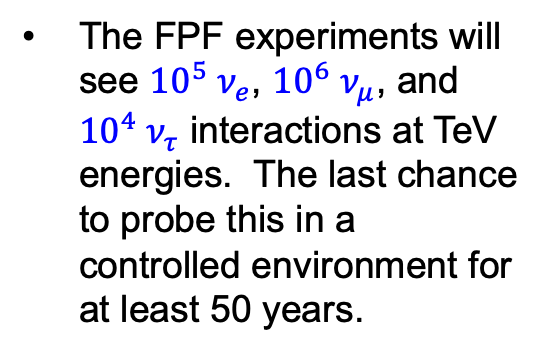 • The FPF experiments will
see 10⁵ νₑ, 10⁶ ν_μ, and
10⁴ ν_τ interactions at TeV
energies.  The last chance
to probe this in a
controlled environment for
at least 50 years.